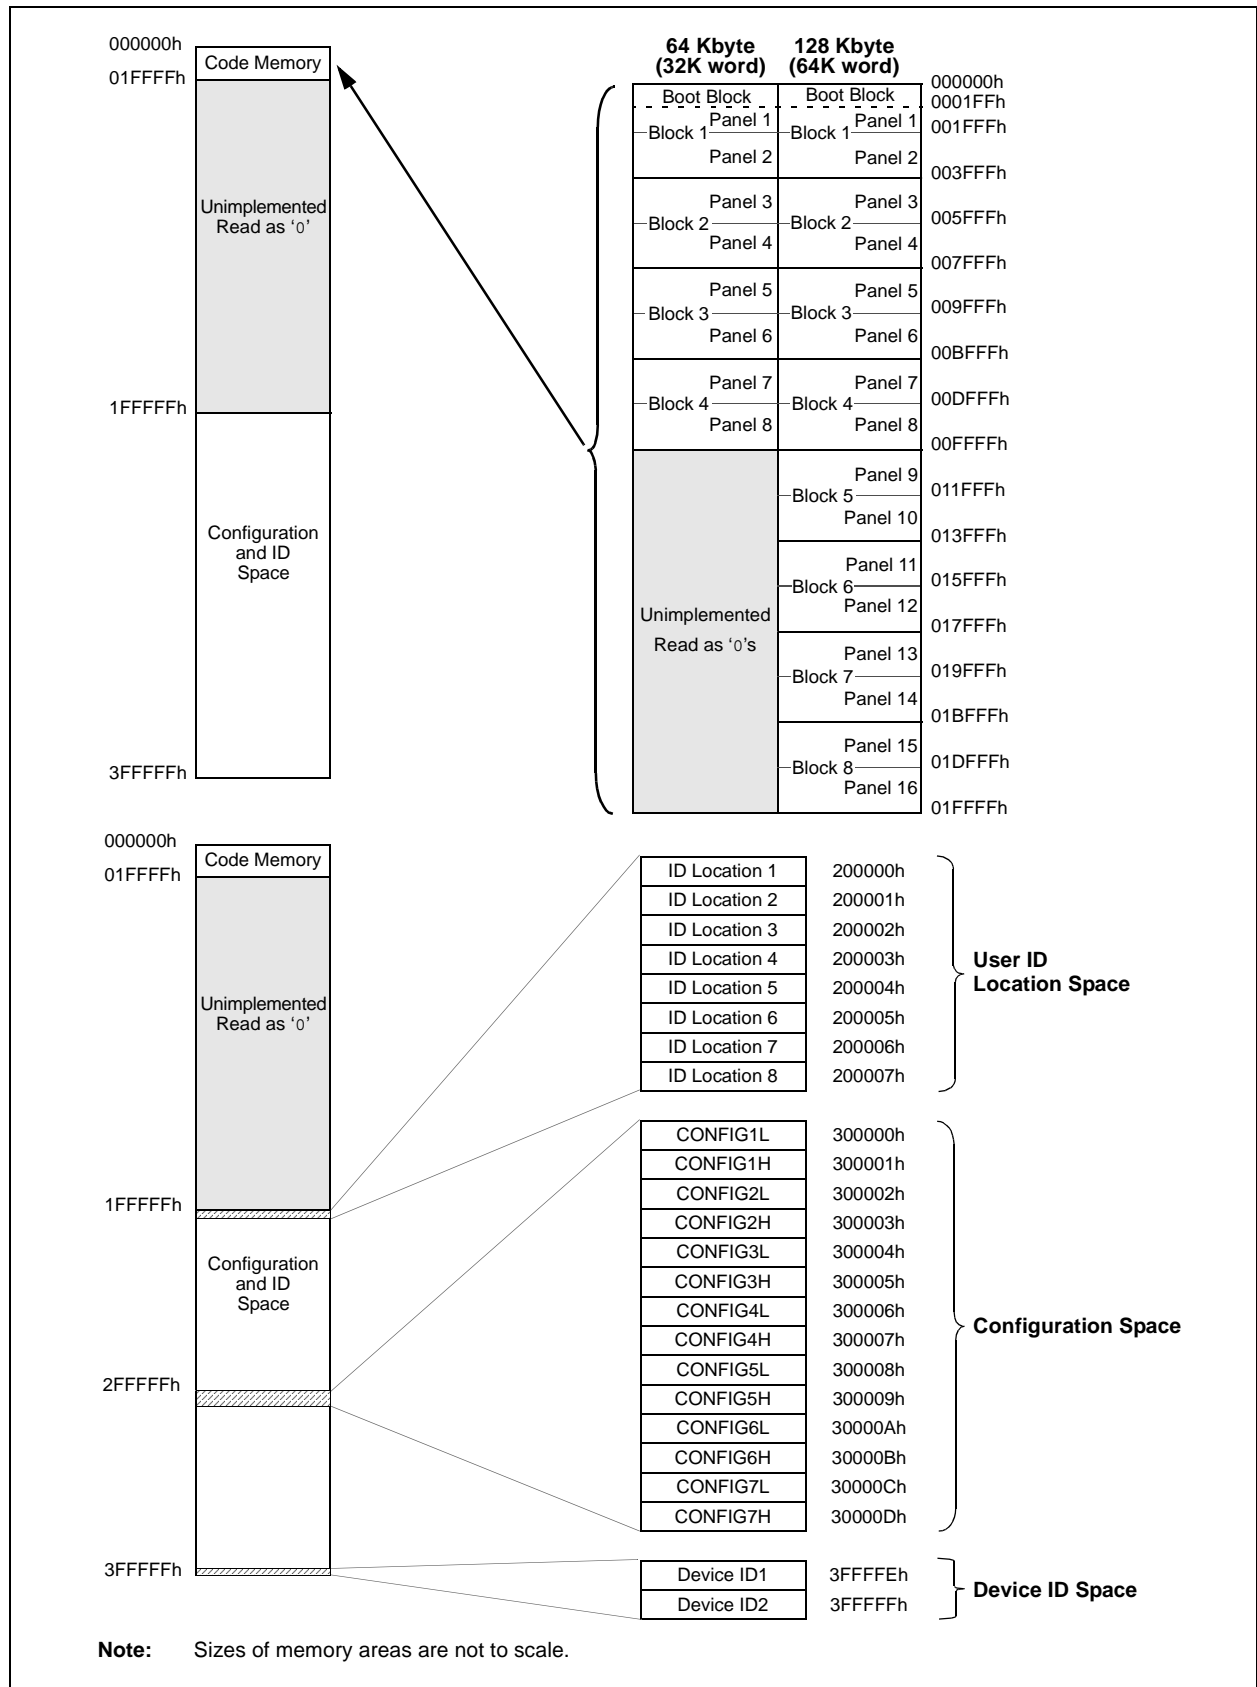 000000h
Code Memory
01FFFFh
Unimplemented
Read as ‘0’
1FFFFFh
Configuration
and ID
Space
3FFFFFh
64 Kbyte
(32K word)
128 Kbyte
(64K word)
000000h
Boot Block
Boot Block
0001FFh
Panel 1
Panel 1
Block 1
Block 1
001FFFh
Panel 2
Panel 2
003FFFh
Panel 3
Panel 3
Block 2
Block 2
005FFFh
Panel 4
Panel 4
007FFFh
Panel 5
Panel 5
Block 3
Block 3
009FFFh
Panel 6
Panel 6
00BFFFh
Panel 7
Panel 7
Block 4
Block 4
00DFFFh
Panel 8
Panel 8
00FFFFh
Unimplemented
Read as ‘0’s
Panel 9
Block 5
011FFFh
Panel 10
013FFFh
Panel 11
Block 6
015FFFh
Panel 12
017FFFh
Panel 13
Block 7
019FFFh
Panel 14
01BFFFh
Panel 15
Block 8
01DFFFh
Panel 16
01FFFFh
000000h
Code Memory
01FFFFh
Unimplemented
Read as ‘0’
1FFFFFh
Configuration
and ID
Space
2FFFFFh
3FFFFFh
ID Location 1 200000h
ID Location 2 200001h
ID Location 3 200002h
ID Location 4 200003h
ID Location 5 200004h
ID Location 6 200005h
ID Location 7 200006h
ID Location 8 200007h
User ID
Location Space
CONFIG1L 300000h
CONFIG1H 300001h
CONFIG2L 300002h
CONFIG2H 300003h
CONFIG3L 300004h
CONFIG3H 300005h
CONFIG4L 300006h
CONFIG4H 300007h
CONFIG5L 300008h
CONFIG5H 300009h
CONFIG6L 30000Ah
CONFIG6H 30000Bh
CONFIG7L 30000Ch
CONFIG7H 30000Dh
Configuration Space
Device ID1 3FFFFEh
Device ID2 3FFFFFh
Device ID Space
Note: Sizes of memory areas are not to scale.